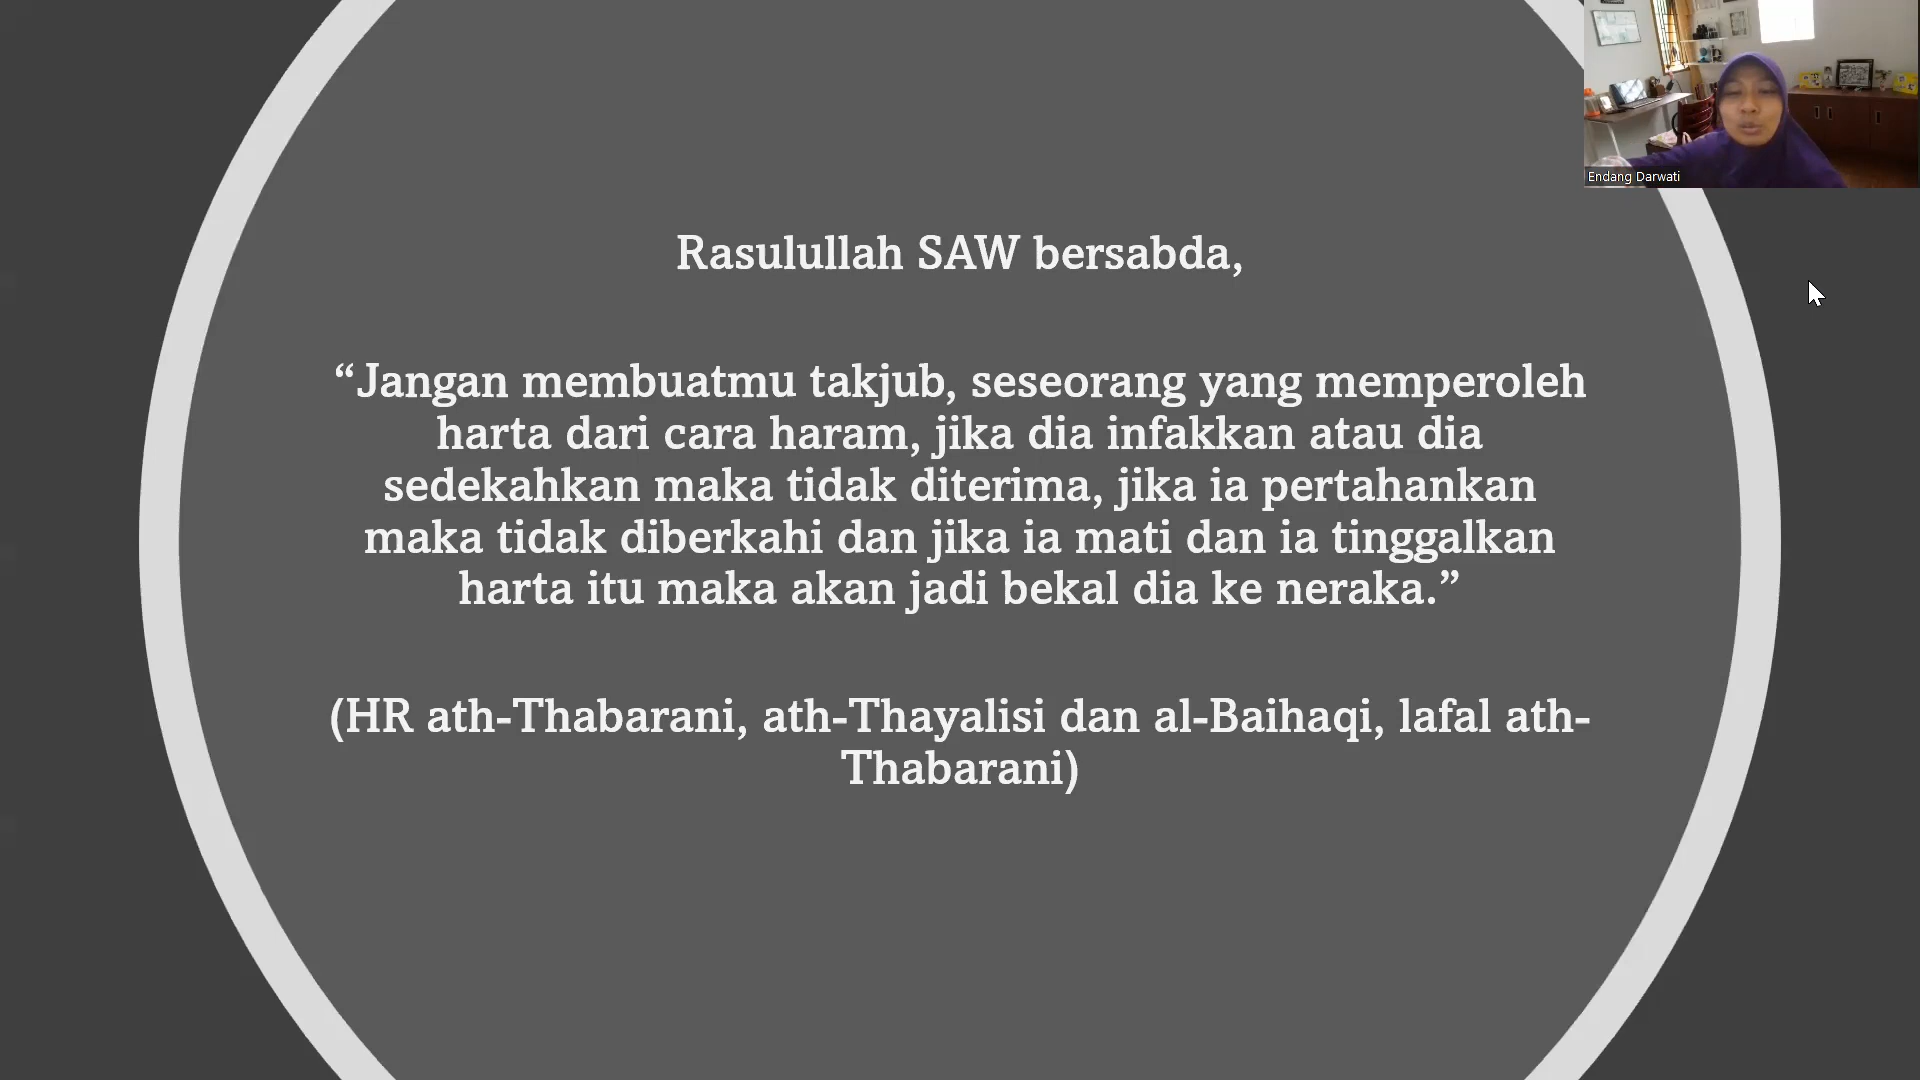 Endang Darwati
Rasulullah SAW bersabda,
“Jangan membuatmu takjub, seseorang yang memperoleh
harta dari cara haram, jika dia infakkan atau dia
sedekahkan maka tidak diterima, jika ia pertahankan
maka tidak diberkahi dan jika ia mati dan ia tinggalkan
harta itu maka akan jadi bekal dia ke neraka.”
(HR ath-Thabarani, ath-Thayalisi dan al-Baihaqi, lafal ath-
Thabarani)